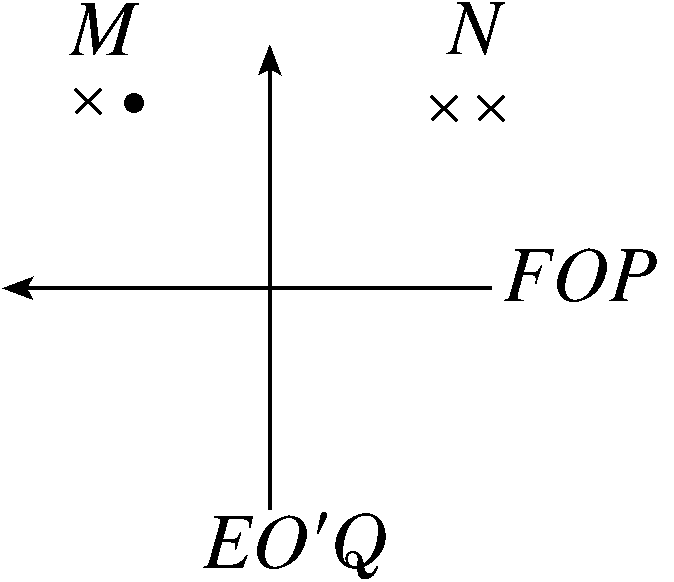 M N
× • × ×
FOP
EO′Q